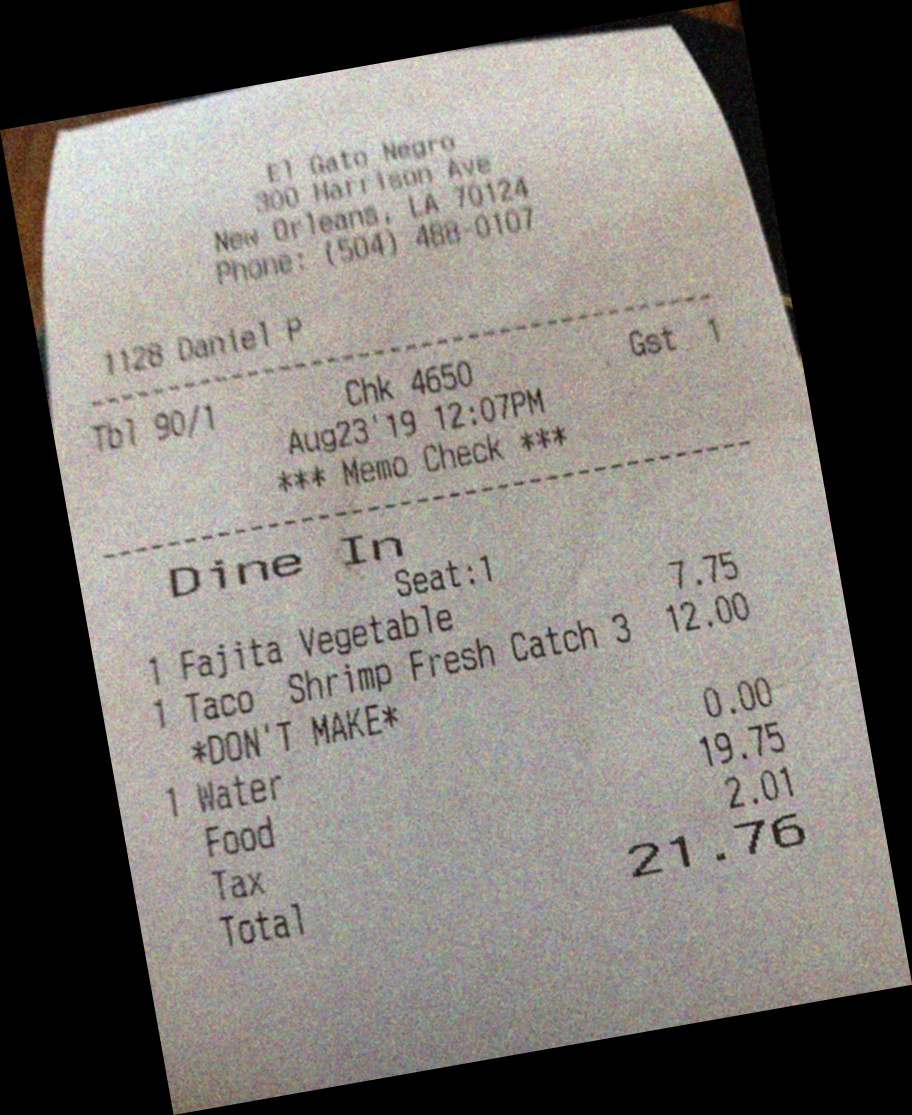 El Gato Negro
300 Harrison Ave
New Orleans, LA 70124
Phone: (504) 488-0107
1128 Daniel P
Tbl 90/1 Chk 4650 Gst 1
Aug23'19 12:07PM
*** Memo Check ***
Dine In
Seat:1
1 Fajita Vegetable 7.75
1 Taco Shrimp Fresh Catch 3 12.00
*DON'T MAKE*
1 Water 0.00
Food 19.75
Tax 2.01
Total 21.76